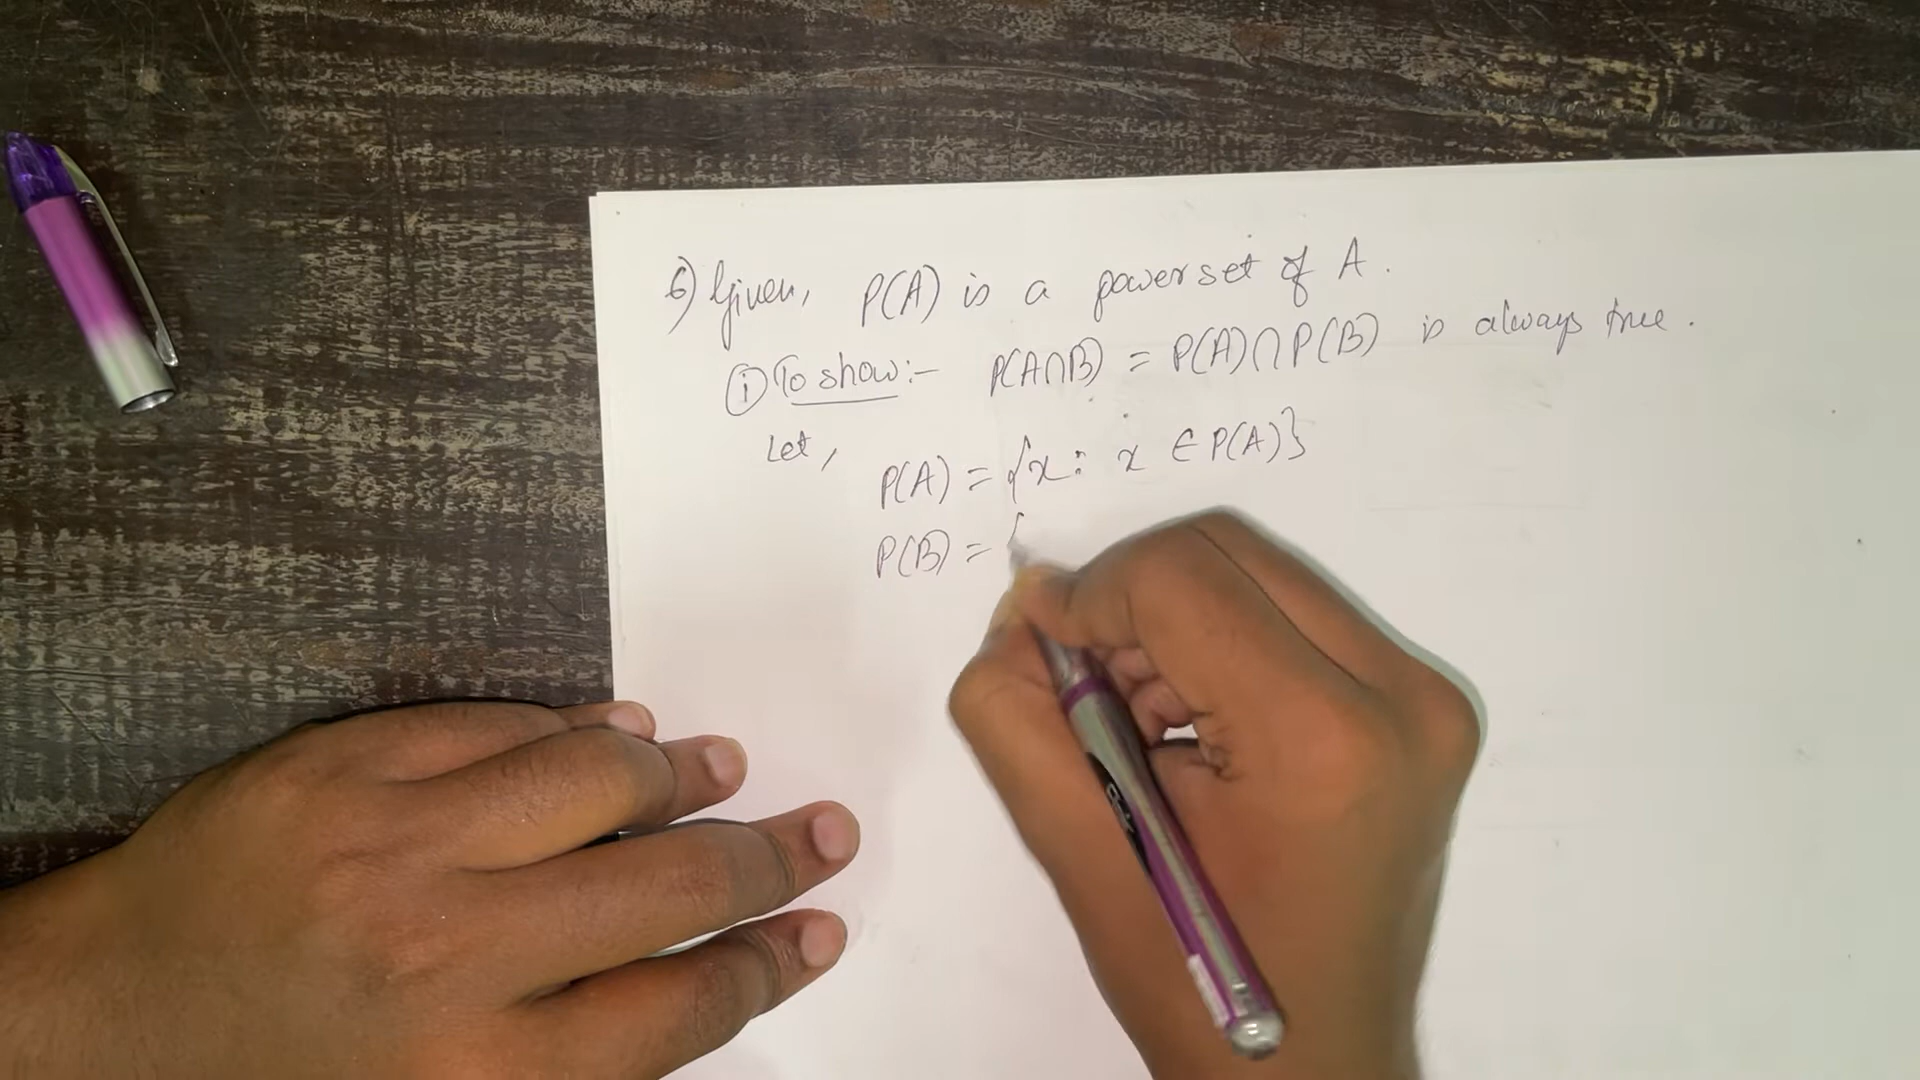 6) Given, P(A) is a powerset of A.
(i) To show:- P(A∩B) = P(A)∩P(B) is always true.
Let,
P(A) = {x: x ∈ P(A)}
P(B) = {